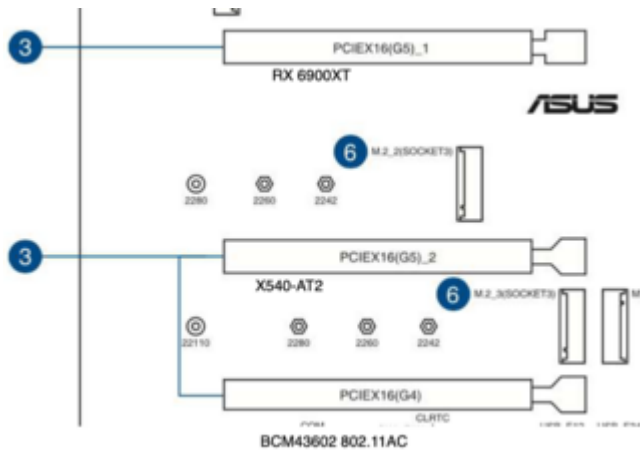 3
PCIEX16(G5)_1
RX 6900XT
ASUS
6
M.2_2(SOCKET3)
2280 2260 2242
3
PCIEX16(G5)_2
X540-AT2
6
M.2_3(SOCKET3)
M
22110 2280 2260 2242
PCIEX16(G4)
CLRTC
BCM43602 802.11AC